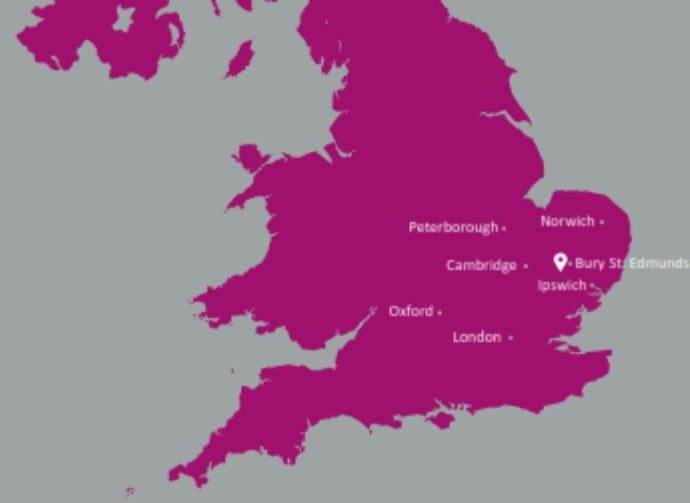 Norwich
Peterborough
Bury St. Edmunds
Cambridge
Ipswich
Oxford
London